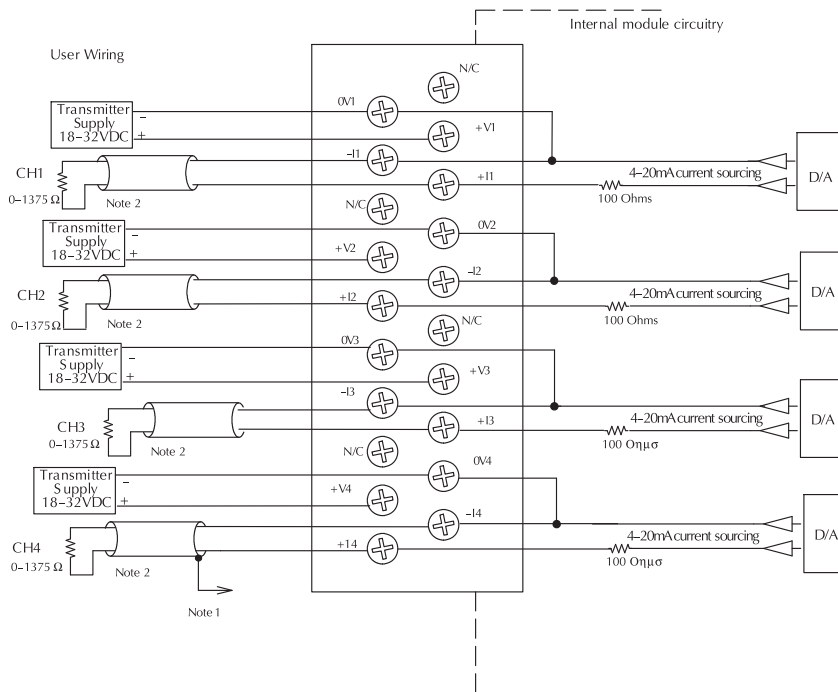 Internal module circuitry
User Wiring
N/C
0V1
Transmitter
Supply
18–32VDC
–
+
+V1
–I1
CH1
0–1375 Ω
Note 2
+I1
4–20mA current sourcing
100 Ohms
D/A
N/C
Transmitter
Supply
18–32VDC
–
+
0V2
+V2
–I2
CH2
0–1375 Ω
Note 2
+I2
4–20mA current sourcing
100 Ohms
D/A
N/C
0V3
Transmitter
Supply
18–32VDC
–
+
+V3
–I3
CH3
0–1375 Ω
Note 2
+I3
4–20mA current sourcing
100 Οημσ
D/A
N/C
0V4
Transmitter
Supply
18–32VDC
–
+
+V4
–I4
CH4
0–1375 Ω
Note 2
+14
4–20mA current sourcing
100 Οημσ
D/A
Note 1